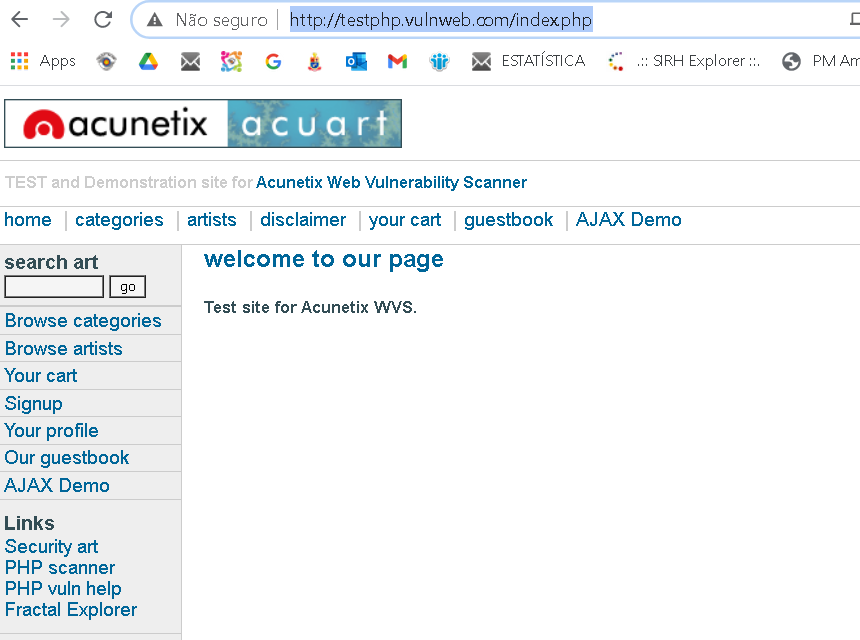 Não seguro http://testphp.vulnweb.com/index.php
Apps ESTATÍSTICA .:: SIRH Explorer ::. PM Am
acunetix acuart
TEST and Demonstration site for Acunetix Web Vulnerability Scanner
home categories artists disclaimer your cart guestbook AJAX Demo
search art
go
welcome to our page
Test site for Acunetix WVS.
Browse categories
Browse artists
Your cart
Signup
Your profile
Our guestbook
AJAX Demo
Links
Security art
PHP scanner
PHP vuln help
Fractal Explorer